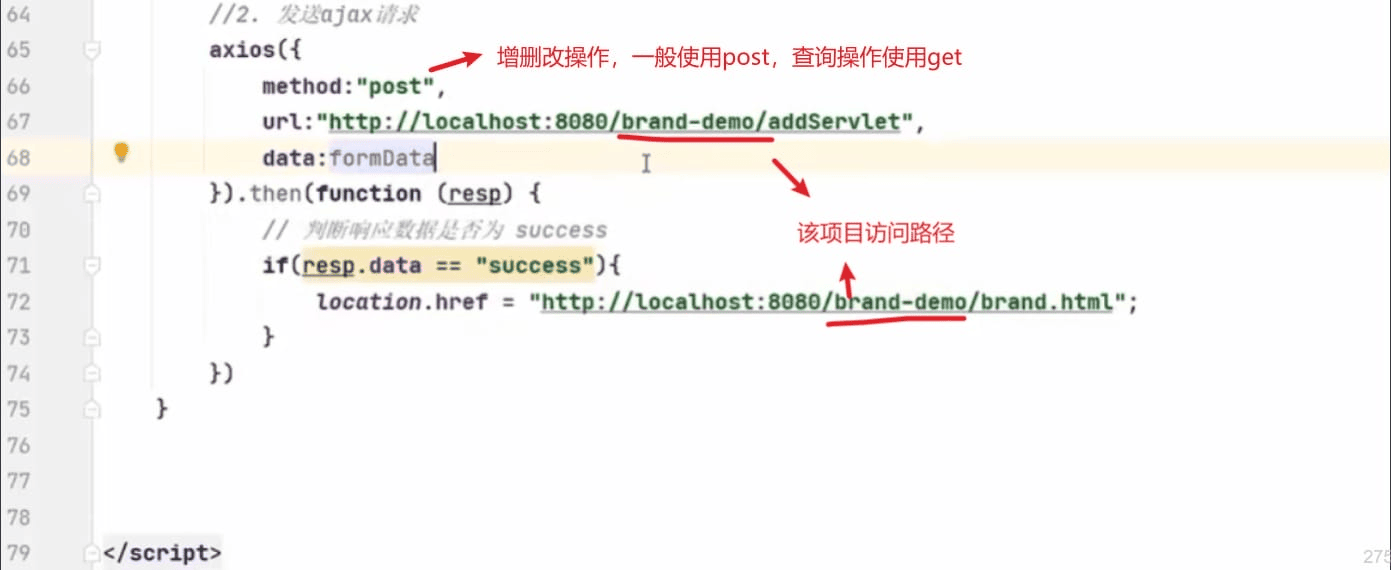 64 //2. 发送ajax请求
65 axios({
增删改操作，一般使用post，查询操作使用get
66 method:"post",
67 url:"http://localhost:8080/brand-demo/addServlet",
68 data:formData
69 }).then(function (resp) {
70 // 判断响应数据是否为 success
该项目访问路径
71 if(resp.data == "success"){
72 location.href = "http://localhost:8080/brand-demo/brand.html";
73 }
74 })
75 }
76
77
78
79 </script>
275